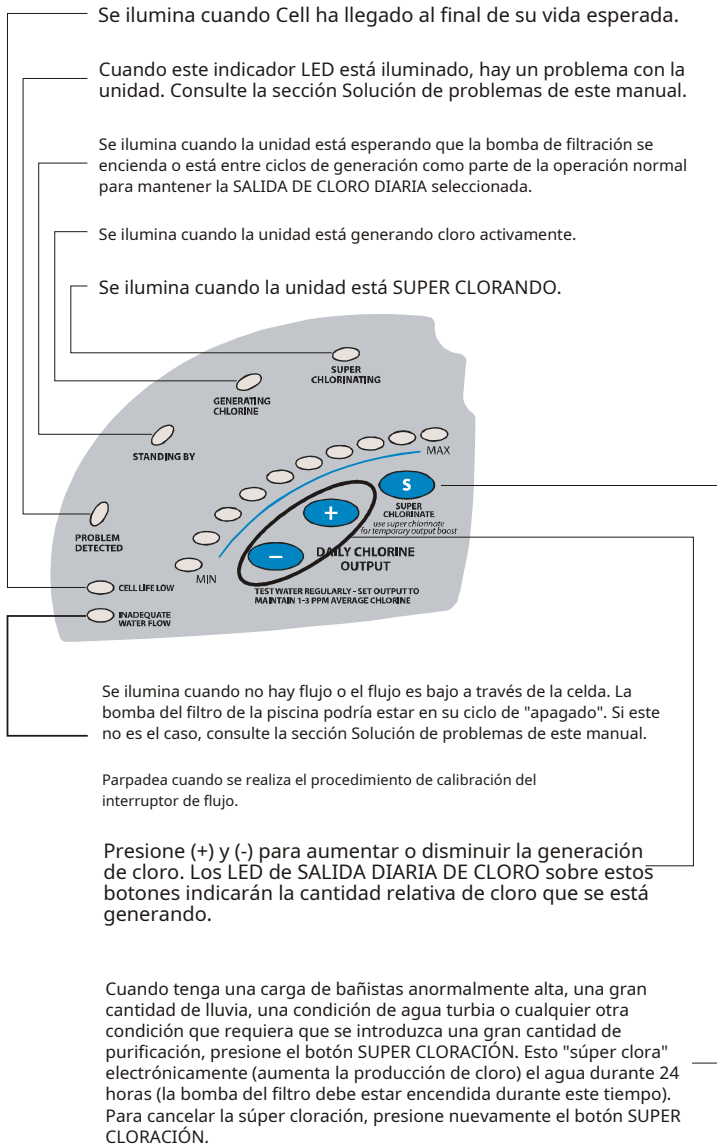 Se ilumina cuando Cell ha llegado al final de su vida esperada.
Cuando este indicador LED está iluminado, hay un problema con la
unidad. Consulte la sección Solución de problemas de este manual.
Se ilumina cuando la unidad está esperando que la bomba de filtración se
encienda o está entre ciclos de generación como parte de la operación normal
para mantener la SALIDA DE CLORO DIARIA seleccionada.
Se ilumina cuando la unidad está generando cloro activamente.
Se ilumina cuando la unidad está SUPER CLORANDO.
SUPER
CHLORINATING
GENERATING
CHLORINE
STANDING BY
MAX
S
SUPER
CHLORINATE
use super chlorinate
for temporary output boost
+
PROBLEM
DETECTED
−
DAILY CHLORINE
OUTPUT
MIN
CELL LIFE LOW
TEST WATER REGULARLY - SET OUTPUT TO
MAINTAIN 1-3 PPM AVERAGE CHLORINE
INADEQUATE
WATER FLOW
Se ilumina cuando no hay flujo o el flujo es bajo a través de la celda. La
bomba del filtro de la piscina podría estar en su ciclo de "apagado". Si este
no es el caso, consulte la sección Solución de problemas de este manual.
Parpadea cuando se realiza el procedimiento de calibración del
interruptor de flujo.
Presione (+) y (-) para aumentar o disminuir la generación
de cloro. Los LED de SALIDA DIARIA DE CLORO sobre estos
botones indicarán la cantidad relativa de cloro que se está
generando.
Cuando tenga una carga de bañistas anormalmente alta, una gran
cantidad de lluvia, una condición de agua turbia o cualquier otra
condición que requiera que se introduzca una gran cantidad de
purificación, presione el botón SUPER CLORACIÓN. Esto "súper clora"
electrónicamente (aumenta la producción de cloro) el agua durante 24
horas (la bomba del filtro debe estar encendida durante este tiempo).
Para cancelar la súper cloración, presione nuevamente el botón SUPER
CLORACIÓN.